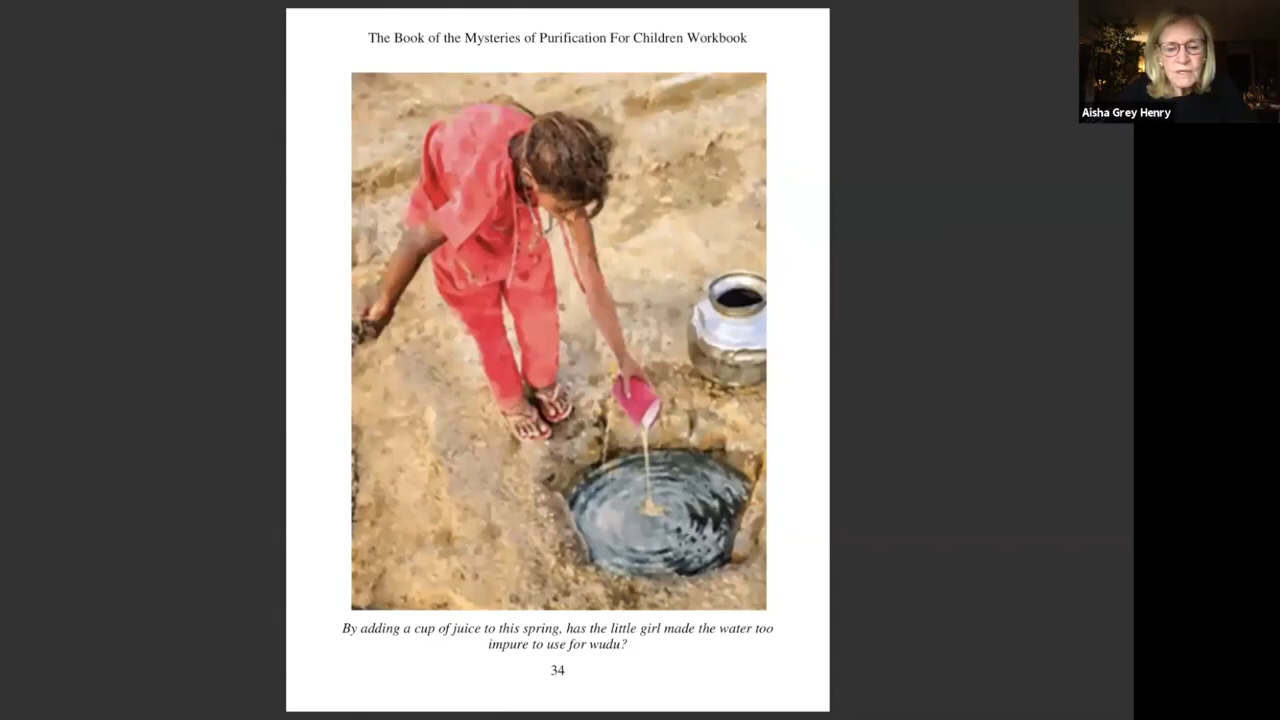 The Book of the Mysteries of Purification For Children Workbook
Aisha Grey Henry
By adding a cup of juice to this spring, has the little girl made the water too
impure to use for wudu?
34